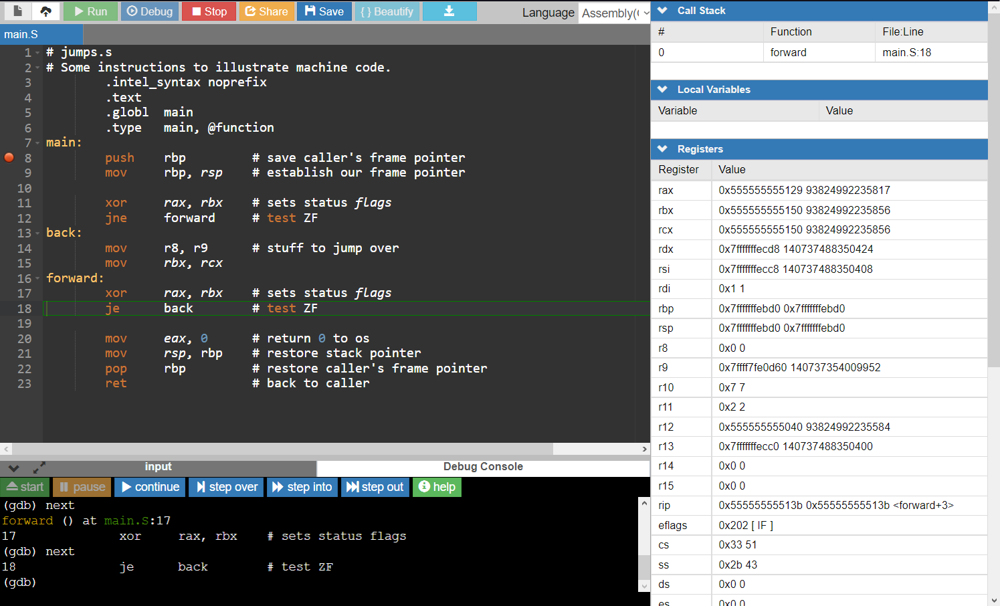 Run Debug Stop Share Save { } Beautify Language Assembly(
main.S
1 # jumps.s
2 # Some instructions to illustrate machine code.
3 .intel_syntax noprefix
4 .text
5 .globl main
6 .type main, @function
7 main:
8 push rbp # save caller's frame pointer
9 mov rbp, rsp # establish our frame pointer
10
11 xor rax, rbx # sets status flags
12 jne forward # test ZF
13 back:
14 mov r8, r9 # stuff to jump over
15 mov rbx, rcx
16 forward:
17 xor rax, rbx # sets status flags
18 je back # test ZF
19
20 mov eax, 0 # return 0 to os
21 mov rsp, rbp # restore stack pointer
22 pop rbp # restore caller's frame pointer
23 ret # back to caller
input Debug Console
start pause continue step over step into step out help
(gdb) next
forward () at main.S:17
17 xor rax, rbx # sets status flags
(gdb) next
18 je back # test ZF
(gdb)
Call Stack
# Function File:Line
0 forward main.S:18
Local Variables
Variable Value
Registers
Register Value
rax 0x555555555129 93824992235817
rbx 0x555555555150 93824992235856
rcx 0x555555555150 93824992235856
rdx 0x7fffffffecd8 140737488350424
rsi 0x7fffffffecc8 140737488350408
rdi 0x1 1
rbp 0x7fffffffebd0 0x7fffffffebd0
rsp 0x7fffffffebd0 0x7fffffffebd0
r8 0x0 0
r9 0x7ffff7fe0d60 140737354009952
r10 0x7 7
r11 0x2 2
r12 0x555555555040 93824992235584
r13 0x7fffffffecc0 140737488350400
r14 0x0 0
r15 0x0 0
rip 0x55555555513b 0x55555555513b <forward+3>
eflags 0x202 [ IF ]
cs 0x33 51
ss 0x2b 43
ds 0x0 0
es 0x0 0